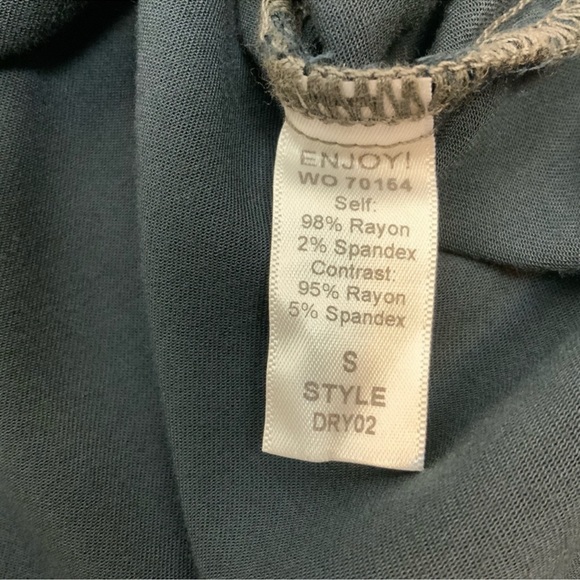 ENJOY!
WO 70154
Self:
98% Rayon
2% Spandex
Contrast:
95% Rayon
5% Spandex
S
STYLE
DRY02